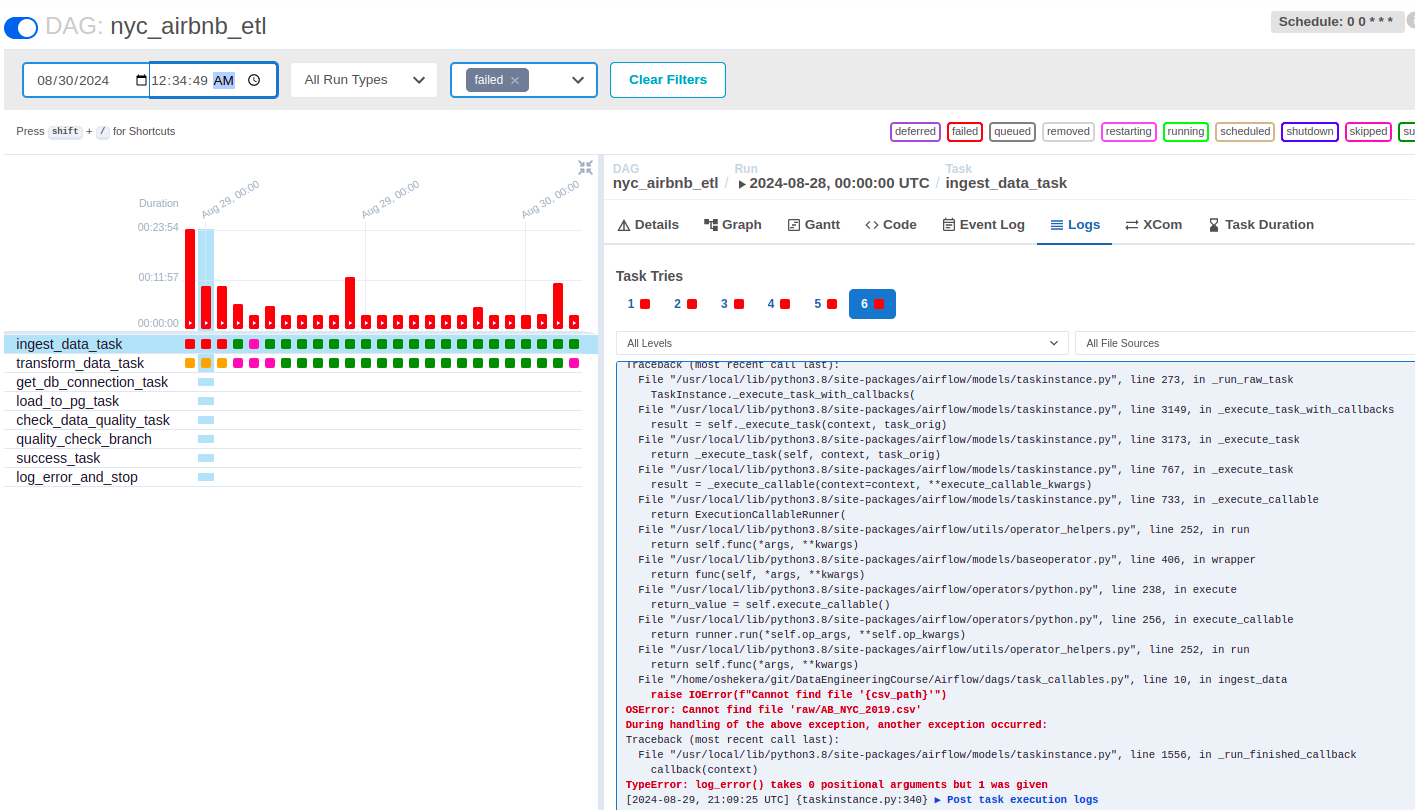 DAG: nyc_airbnb_etl
Schedule: 0 0 * * *
08/30/2024
12:34:49 AM
All Run Types
failed
Clear Filters
Press shift + / for Shortcuts
deferred
failed
queued
removed
restarting
running
scheduled
shutdown
skipped
su
Duration
Aug 29, 00:00
Aug 29, 00:00
Aug 30, 00:00
00:23:54
00:11:57
00:00:00
ingest_data_task
transform_data_task
get_db_connection_task
load_to_pg_task
check_data_quality_task
quality_check_branch
success_task
log_error_and_stop
DAG
nyc_airbnb_etl
/
Run
2024-08-28, 00:00:00 UTC
/
Task
ingest_data_task
Details
Graph
Gantt
Code
Event Log
Logs
XCom
Task Duration
Task Tries
1
2
3
4
5
6
All Levels
All File Sources
Traceback (most recent call last):
File "/usr/local/lib/python3.8/site-packages/airflow/models/taskinstance.py", line 273, in _run_raw_task
TaskInstance._execute_task_with_callbacks(
File "/usr/local/lib/python3.8/site-packages/airflow/models/taskinstance.py", line 3149, in _execute_task_with_callbacks
result = self._execute_task(context, task_orig)
File "/usr/local/lib/python3.8/site-packages/airflow/models/taskinstance.py", line 3173, in _execute_task
return _execute_task(self, context, task_orig)
File "/usr/local/lib/python3.8/site-packages/airflow/models/taskinstance.py", line 767, in _execute_task
result = _execute_callable(context=context, **execute_callable_kwargs)
File "/usr/local/lib/python3.8/site-packages/airflow/models/taskinstance.py", line 733, in _execute_callable
return ExecutionCallableRunner(
File "/usr/local/lib/python3.8/site-packages/airflow/utils/operator_helpers.py", line 252, in run
return self.func(*args, **kwargs)
File "/usr/local/lib/python3.8/site-packages/airflow/models/baseoperator.py", line 406, in wrapper
return func(self, *args, **kwargs)
File "/usr/local/lib/python3.8/site-packages/airflow/operators/python.py", line 238, in execute
return_value = self.execute_callable()
File "/usr/local/lib/python3.8/site-packages/airflow/operators/python.py", line 256, in execute_callable
return runner.run(*self.op_args, **self.op_kwargs)
File "/usr/local/lib/python3.8/site-packages/airflow/utils/operator_helpers.py", line 252, in run
return self.func(*args, **kwargs)
File "/home/oshekera/git/DataEngineeringCourse/Airflow/dags/task_callables.py", line 10, in ingest_data
raise IOError(f"Cannot find file '{csv_path}'")
OSError: Cannot find file 'raw/AB_NYC_2019.csv'
During handling of the above exception, another exception occurred:
Traceback (most recent call last):
File "/usr/local/lib/python3.8/site-packages/airflow/models/taskinstance.py", line 1556, in _run_finished_callback
callback(context)
TypeError: log_error() takes 0 positional arguments but 1 was given
[2024-08-29, 21:09:25 UTC] {taskinstance.py:340} ▶ Post task execution logs